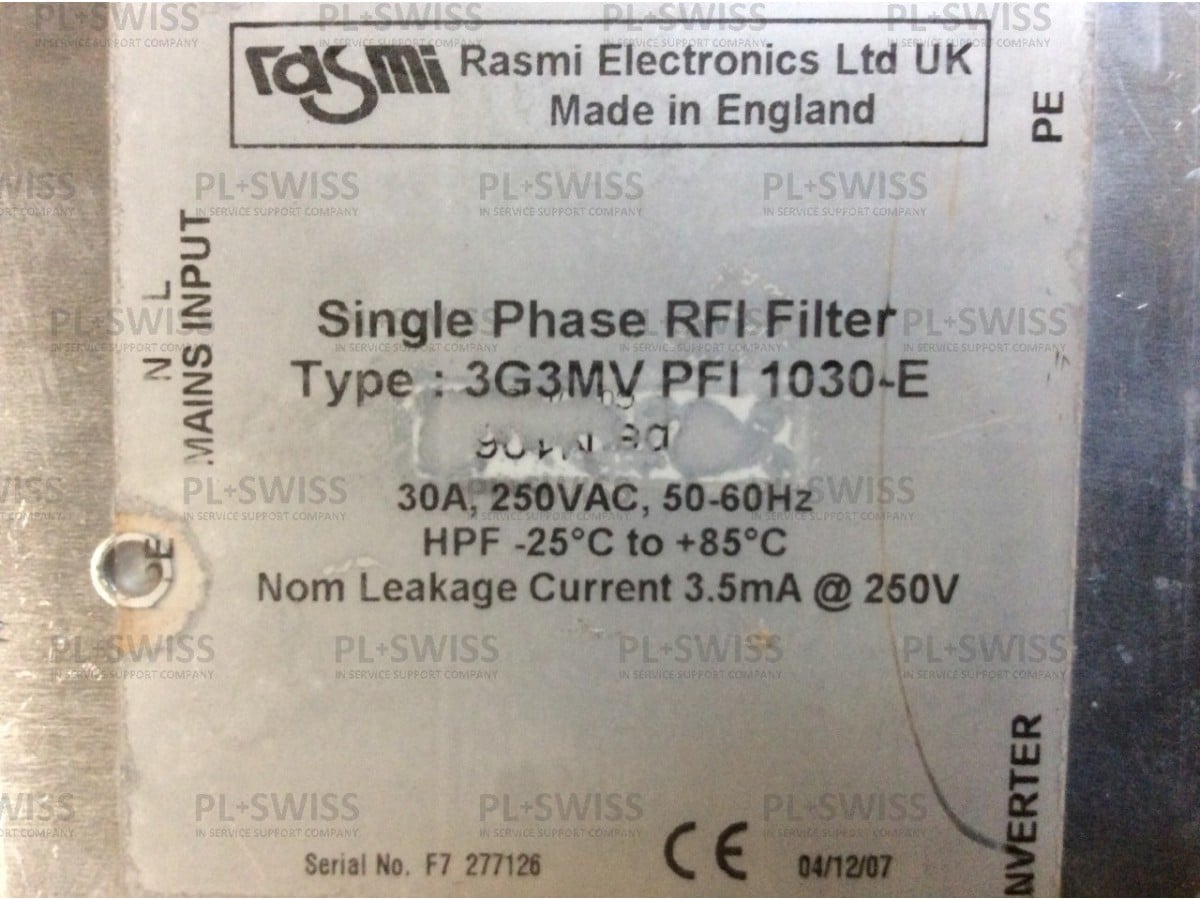 rasmi Rasmi Electronics Ltd UK
Made in England
PE
N L
MAINS INPUT
Single Phase RFI Filter
Type : 3G3MV PFI 1030-E
30A, 250VAC, 50-60Hz
HPF -25°C to +85°C
Nom Leakage Current 3.5mA @ 250V
NVERTER
Serial No. F7 277126
CE
04/12/07
PL+SWISS
IN SERVICE SUPPORT COMPANY